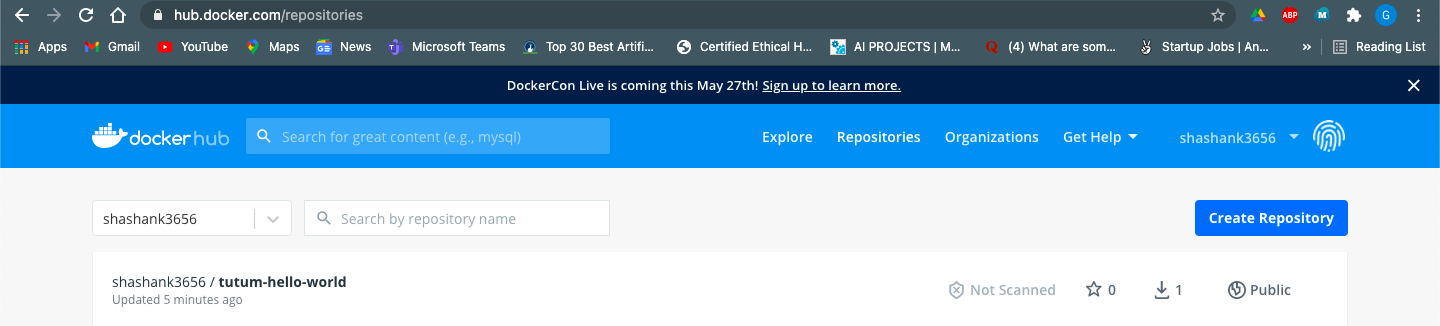 hub.docker.com/repositories
ABP
M
G
Apps Gmail YouTube Maps News Microsoft Teams Top 30 Best Artifi... Certified Ethical H... AI PROJECTS | M... (4) What are som... Startup Jobs | An... » Reading List
DockerCon Live is coming this May 27th! Sign up to learn more.
dockerhub Search for great content (e.g., mysql) Explore Repositories Organizations Get Help shashank3656
shashank3656 Search by repository name Create Repository
shashank3656 / tutum-hello-world
Updated 5 minutes ago
Not Scanned 0 1 Public